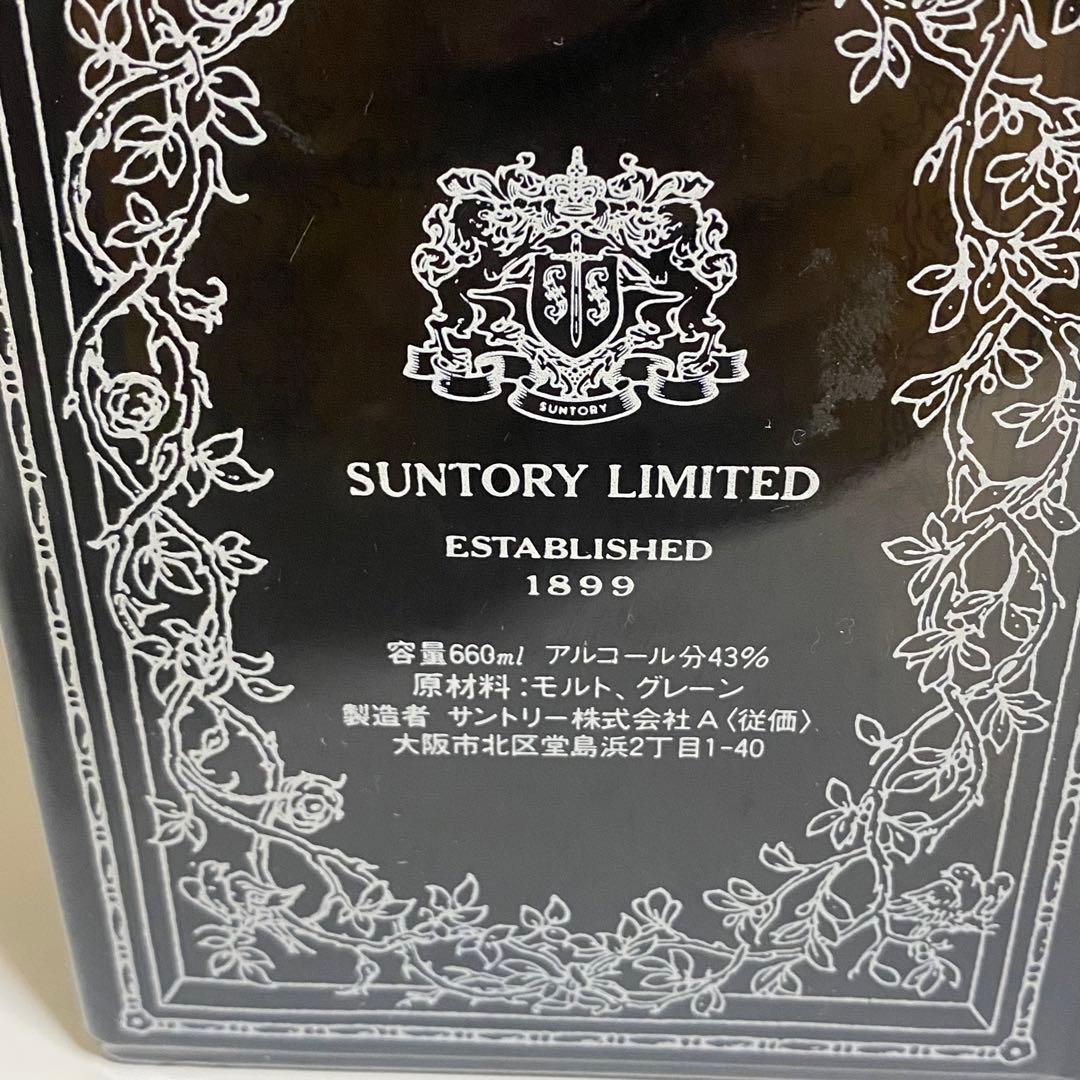 SUNTORY
SUNTORY LIMITED
ESTABLISHED
1899
容量660ml アルコール分43%
原材料:モルト、グレーン
製造者 サントリー株式会社A〈従価〉
大阪市北区堂島浜2丁目1-40